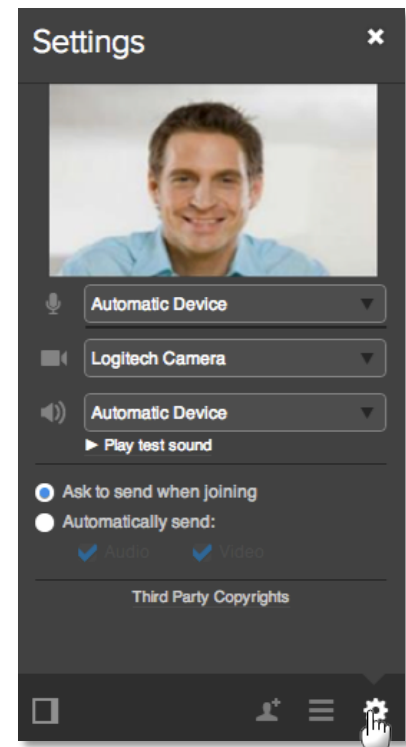 Settings
Automatic Device
Logitech Camera
Automatic Device
► Play test sound
Ask to send when joining
Automatically send:
Audio Video
Third Party Copyrights